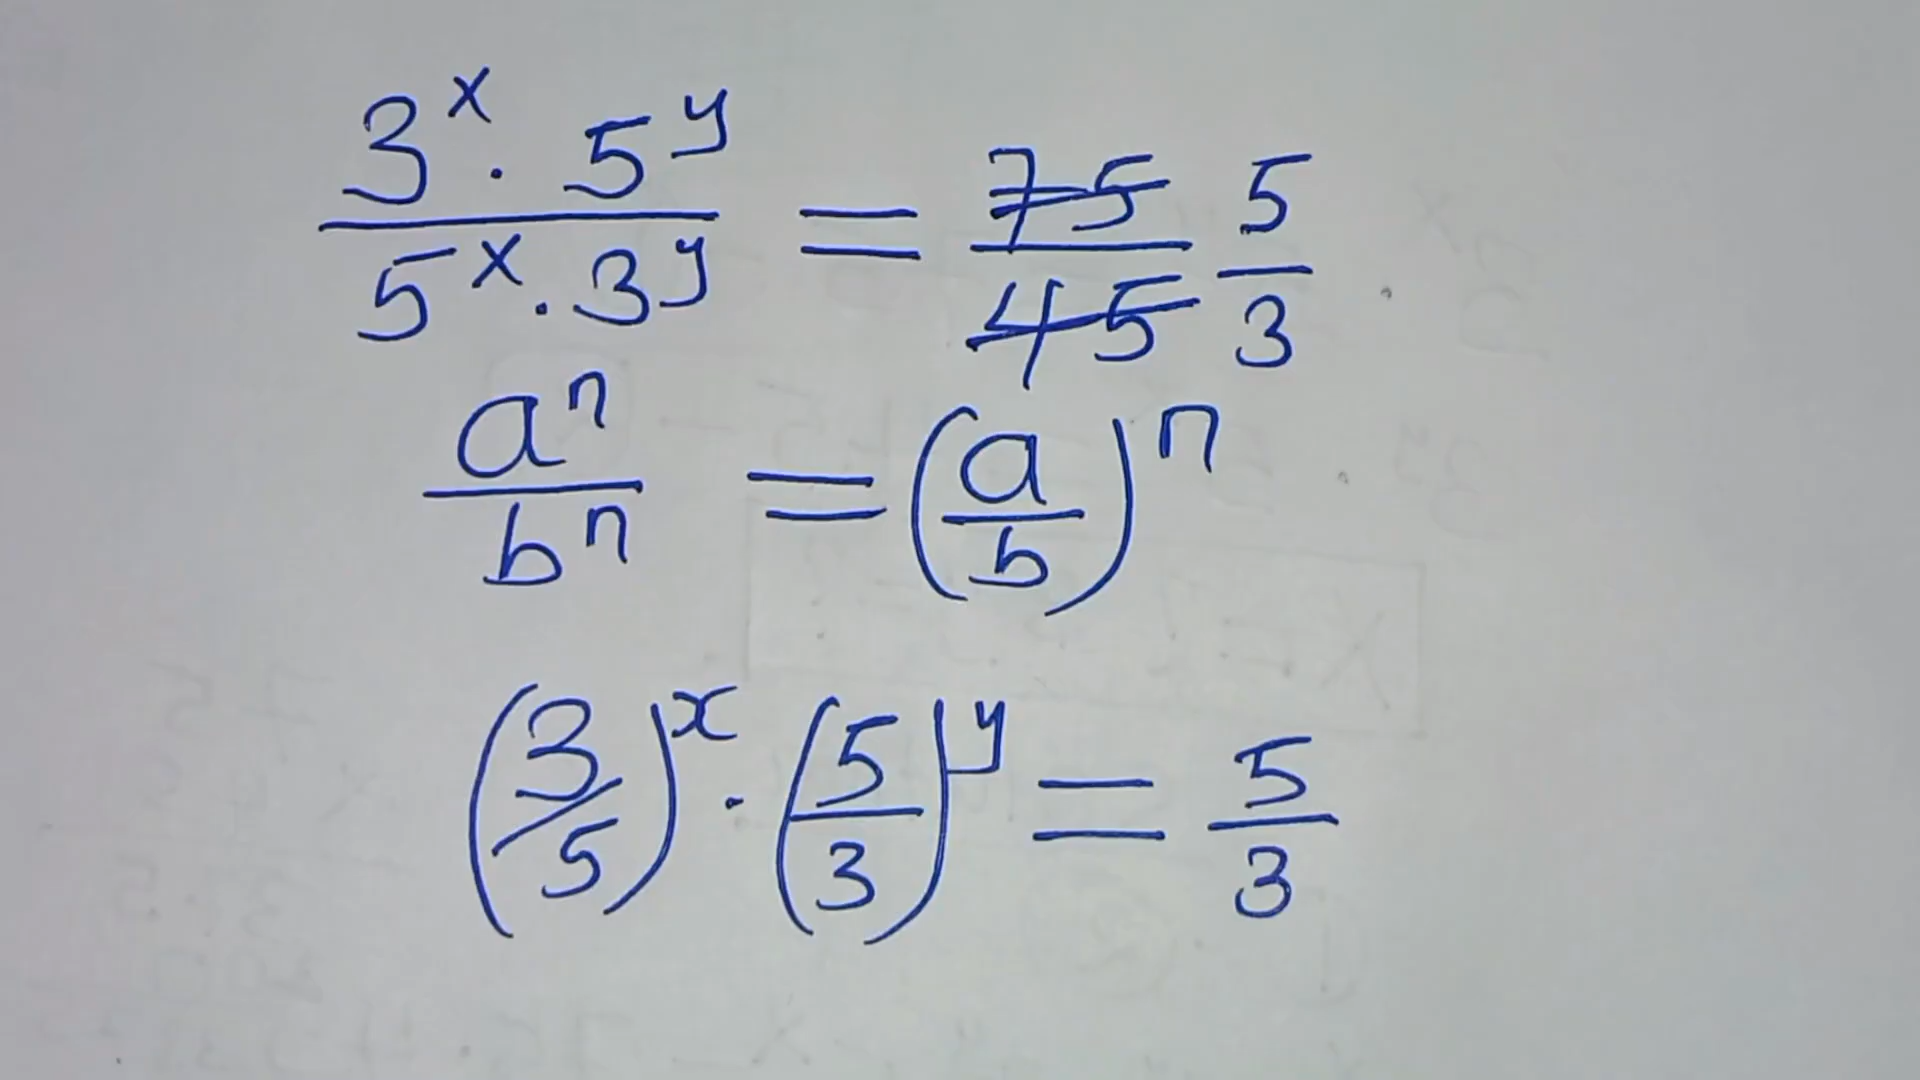 3^x · 5^y / 5^x · 3^y = 75/45 5/3
a^n / b^n = (a/b)^n
(3/5)^x · (5/3)^y = 5/3